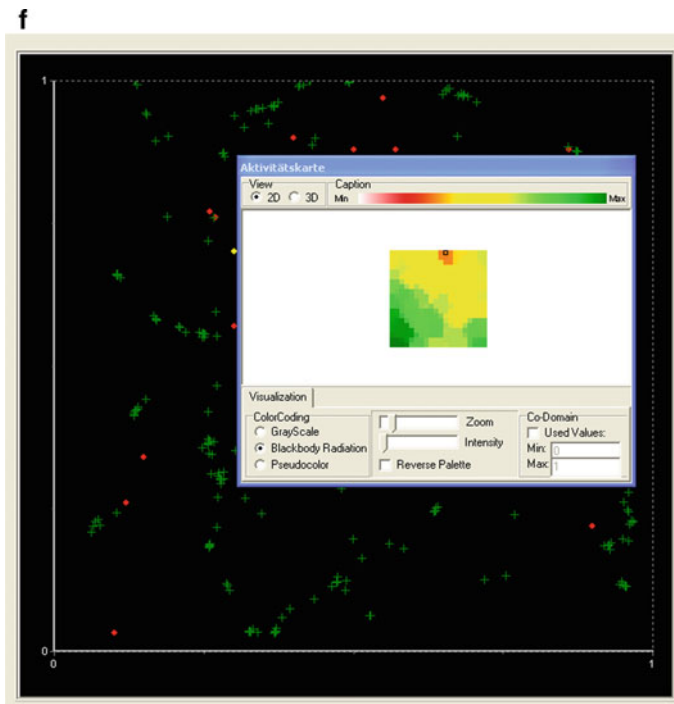 f
1
Aktivitätskarte
View
2D 3D
Caption
Min Max
Visualization
ColorCoding
GrayScale
Blackbody Radiation
Pseudocolor
Zoom
Intensity
Reverse Palette
Co-Domain
Used Values:
Min: 0
Max: 1
0
0 1